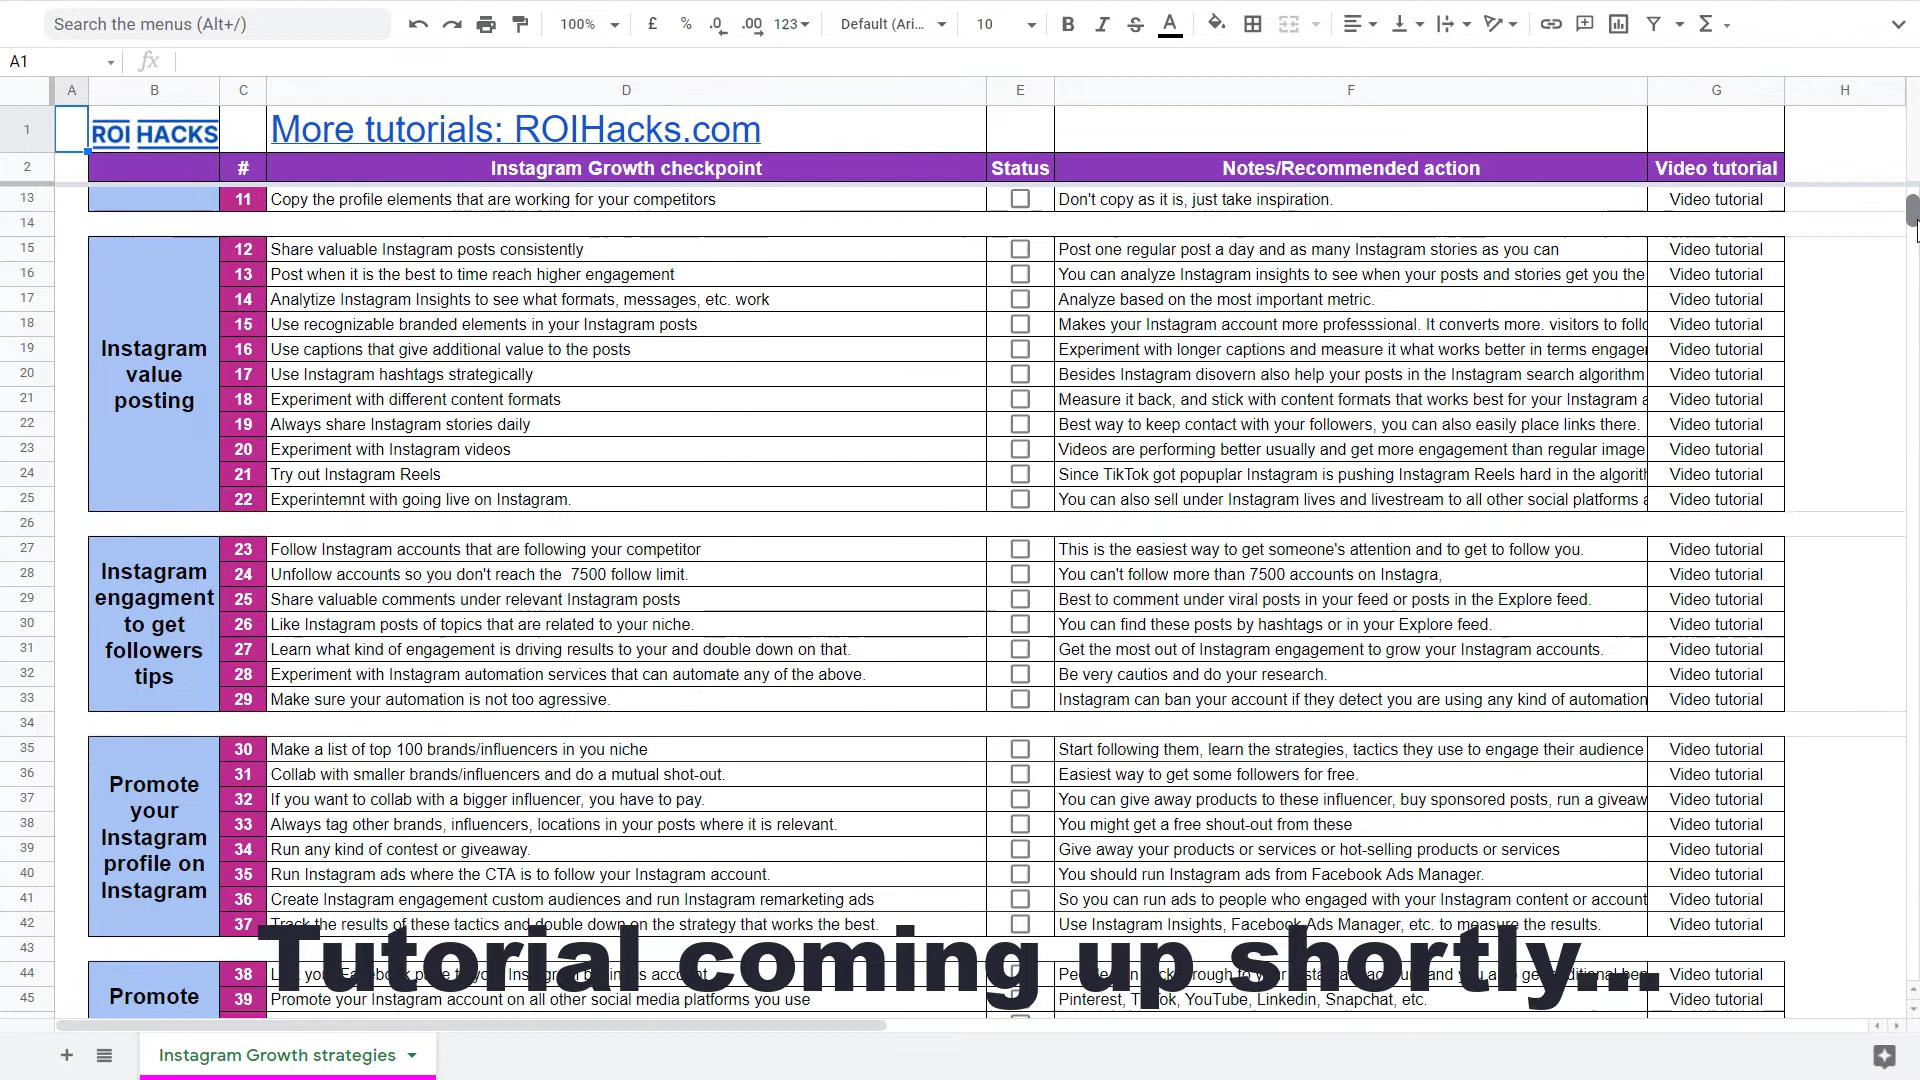 Search the menus (Alt+/)
100%
£
%
.0
.00
123
Default (Ari...
10
B
I
S
A
Σ
A1
fx
A B C D E F G H
1 ROI HACKS More tutorials: ROIHacks.com
2 # Instagram Growth checkpoint Status Notes/Recommended action Video tutorial
13 11 Copy the profile elements that are working for your competitors Don't copy as it is, just take inspiration. Video tutorial
14
Instagram value posting
15 12 Share valuable Instagram posts consistently Post one regular post a day and as many Instagram stories as you can Video tutorial
16 13 Post when it is the best to time reach higher engagement You can analyze Instagram insights to see when your posts and stories get you the Video tutorial
17 14 Analytize Instagram Insights to see what formats, messages, etc. work Analyze based on the most important metric. Video tutorial
18 15 Use recognizable branded elements in your Instagram posts Makes your Instagram account more professsional. It converts more. visitors to follo Video tutorial
19 16 Use captions that give additional value to the posts Experiment with longer captions and measure it what works better in terms engager Video tutorial
20 17 Use Instagram hashtags strategically Besides Instagram disovern also help your posts in the Instagram search algorithm Video tutorial
21 18 Experiment with different content formats Measure it back, and stick with content formats that works best for your Instagram a Video tutorial
22 19 Always share Instagram stories daily Best way to keep contact with your followers, you can also easily place links there. Video tutorial
23 20 Experiment with Instagram videos Videos are performing better usually and get more engagement than regular image Video tutorial
24 21 Try out Instagram Reels Since TikTok got popuplar Instagram is pushing Instagram Reels hard in the algorith Video tutorial
25 22 Experintemnt with going live on Instagram. You can also sell under Instagram lives and livestream to all other social platforms a Video tutorial
26
Instagram engagment to get followers tips
27 23 Follow Instagram accounts that are following your competitor This is the easiest way to get someone's attention and to get to follow you. Video tutorial
28 24 Unfollow accounts so you don't reach the 7500 follow limit. You can't follow more than 7500 accounts on Instagra, Video tutorial
29 25 Share valuable comments under relevant Instagram posts Best to comment under viral posts in your feed or posts in the Explore feed. Video tutorial
30 26 Like Instagram posts of topics that are related to your niche. You can find these posts by hashtags or in your Explore feed. Video tutorial
31 27 Learn what kind of engagement is driving results to your and double down on that. Get the most out of Instagram engagement to grow your Instagram accounts. Video tutorial
32 28 Experiment with Instagram automation services that can automate any of the above. Be very cautios and do your research. Video tutorial
33 29 Make sure your automation is not too agressive. Instagram can ban your account if they detect you are using any kind of automation Video tutorial
34
Promote your Instagram profile on Instagram
35 30 Make a list of top 100 brands/influencers in you niche Start following them, learn the strategies, tactics they use to engage their audience Video tutorial
36 31 Collab with smaller brands/influencers and do a mutual shot-out. Easiest way to get some followers for free. Video tutorial
37 32 If you want to collab with a bigger influencer, you have to pay. You can give away products to these influencer, buy sponsored posts, run a giveaw Video tutorial
38 33 Always tag other brands, influencers, locations in your posts where it is relevant. You might get a free shout-out from these Video tutorial
39 34 Run any kind of contest or giveaway. Give away your products or services or hot-selling products or services Video tutorial
40 35 Run Instagram ads where the CTA is to follow your Instagram account. You should run Instagram ads from Facebook Ads Manager. Video tutorial
41 36 Create Instagram engagement custom audiences and run Instagram remarketing ads So you can run ads to people who engaged with your Instagram content or account Video tutorial
42 37 Track the results of these tactics and double down on the strategy that works the best. Use Instagram Insights, Facebook Ads Manager, etc. to measure the results. Video tutorial
43
Tutorial coming up shortly...
Promote
44 38 Video tutorial
45 39 Promote your Instagram account on all other social media platforms you use Pinterest, YouTube, Linkedin, Snapchat, etc. Video tutorial
Instagram Growth strategies